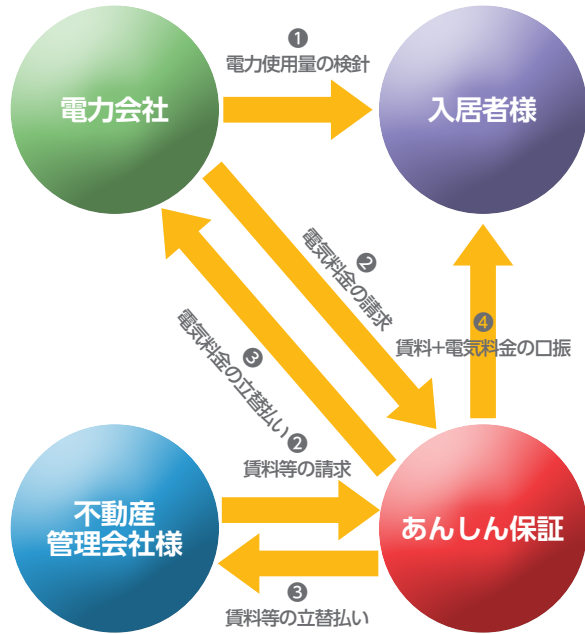 ❶
電力使用量の検針
電力会社
入居者様
❷
電気料金の請求
❸
電気料金の立替払い
❹
賃料+電気料金の口振
❷
賃料等の請求
不動産
管理会社様
あんしん保証
❸
賃料等の立替払い